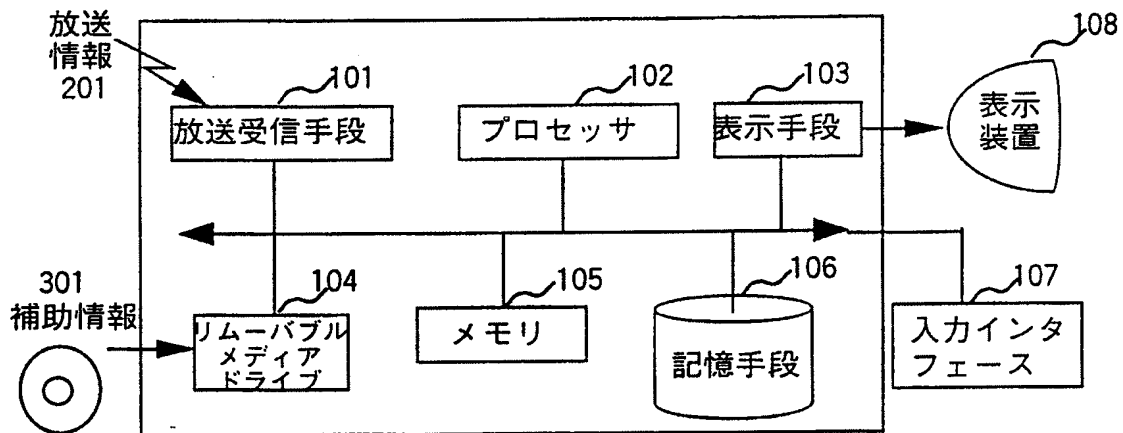 放送
情報
201
101
放送受信手段
102
プロセッサ
103
表示手段
108
表示
装置
301
補助情報
104
リムーバブル
メディア
ドライブ
105
メモリ
106
記憶手段
107
入力インタ
フェース